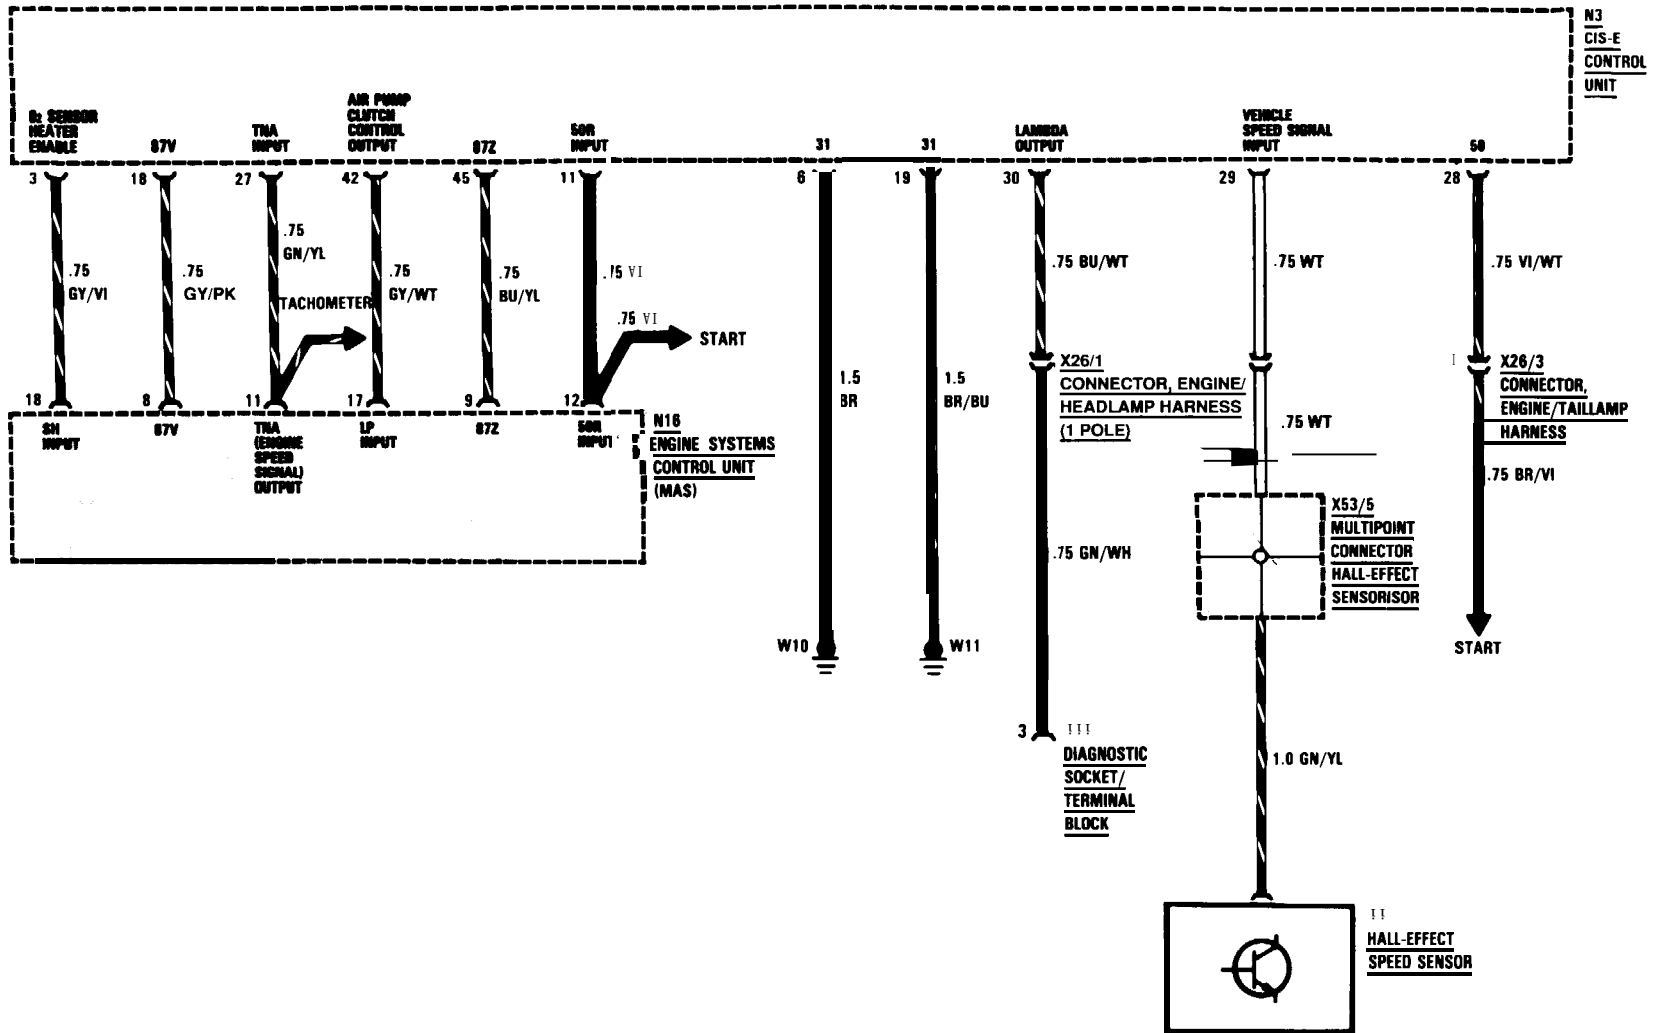 N3
CIS-E
CONTROL
UNIT
O2 SENSOR
HEATER
ENABLE
87V
TNA
INPUT
AIR PUMP
CLUTCH
CONTROL
OUTPUT
87Z
50R
INPUT
31
31
LAMBDA
OUTPUT
VEHICLE
SPEED SIGNAL
INPUT
50
3
18
27
42
45
11
6
19
30
29
28
.75
GY/VI
.75
GY/PK
.75
GN/YL
TACHOMETER
.75
GY/WT
.75
BU/YL
.75 VI
.75 VI
START
1.5
BR
1.5
BR/BU
.75 BU/WT
.75 WT
.75 VI/WT
X26/1
CONNECTOR, ENGINE/
HEADLAMP HARNESS
(1 POLE)
X26/3
CONNECTOR,
ENGINE/TAILLAMP
HARNESS
.75 WT
.75 BR/VI
18
8
11
17
9
12
SH
INPUT
87V
TNA
(ENGINE
SPEED
SIGNAL)
OUTPUT
LP
INPUT
87Z
50R
INPUT
N16
ENGINE SYSTEMS
CONTROL UNIT
(MAS)
X53/5
MULTIPOINT
CONNECTOR
HALL-EFFECT
SENSORISOR
.75 GN/WH
W10
W11
START
3
DIAGNOSTIC
SOCKET/
TERMINAL
BLOCK
1.0 GN/YL
HALL-EFFECT
SPEED SENSOR